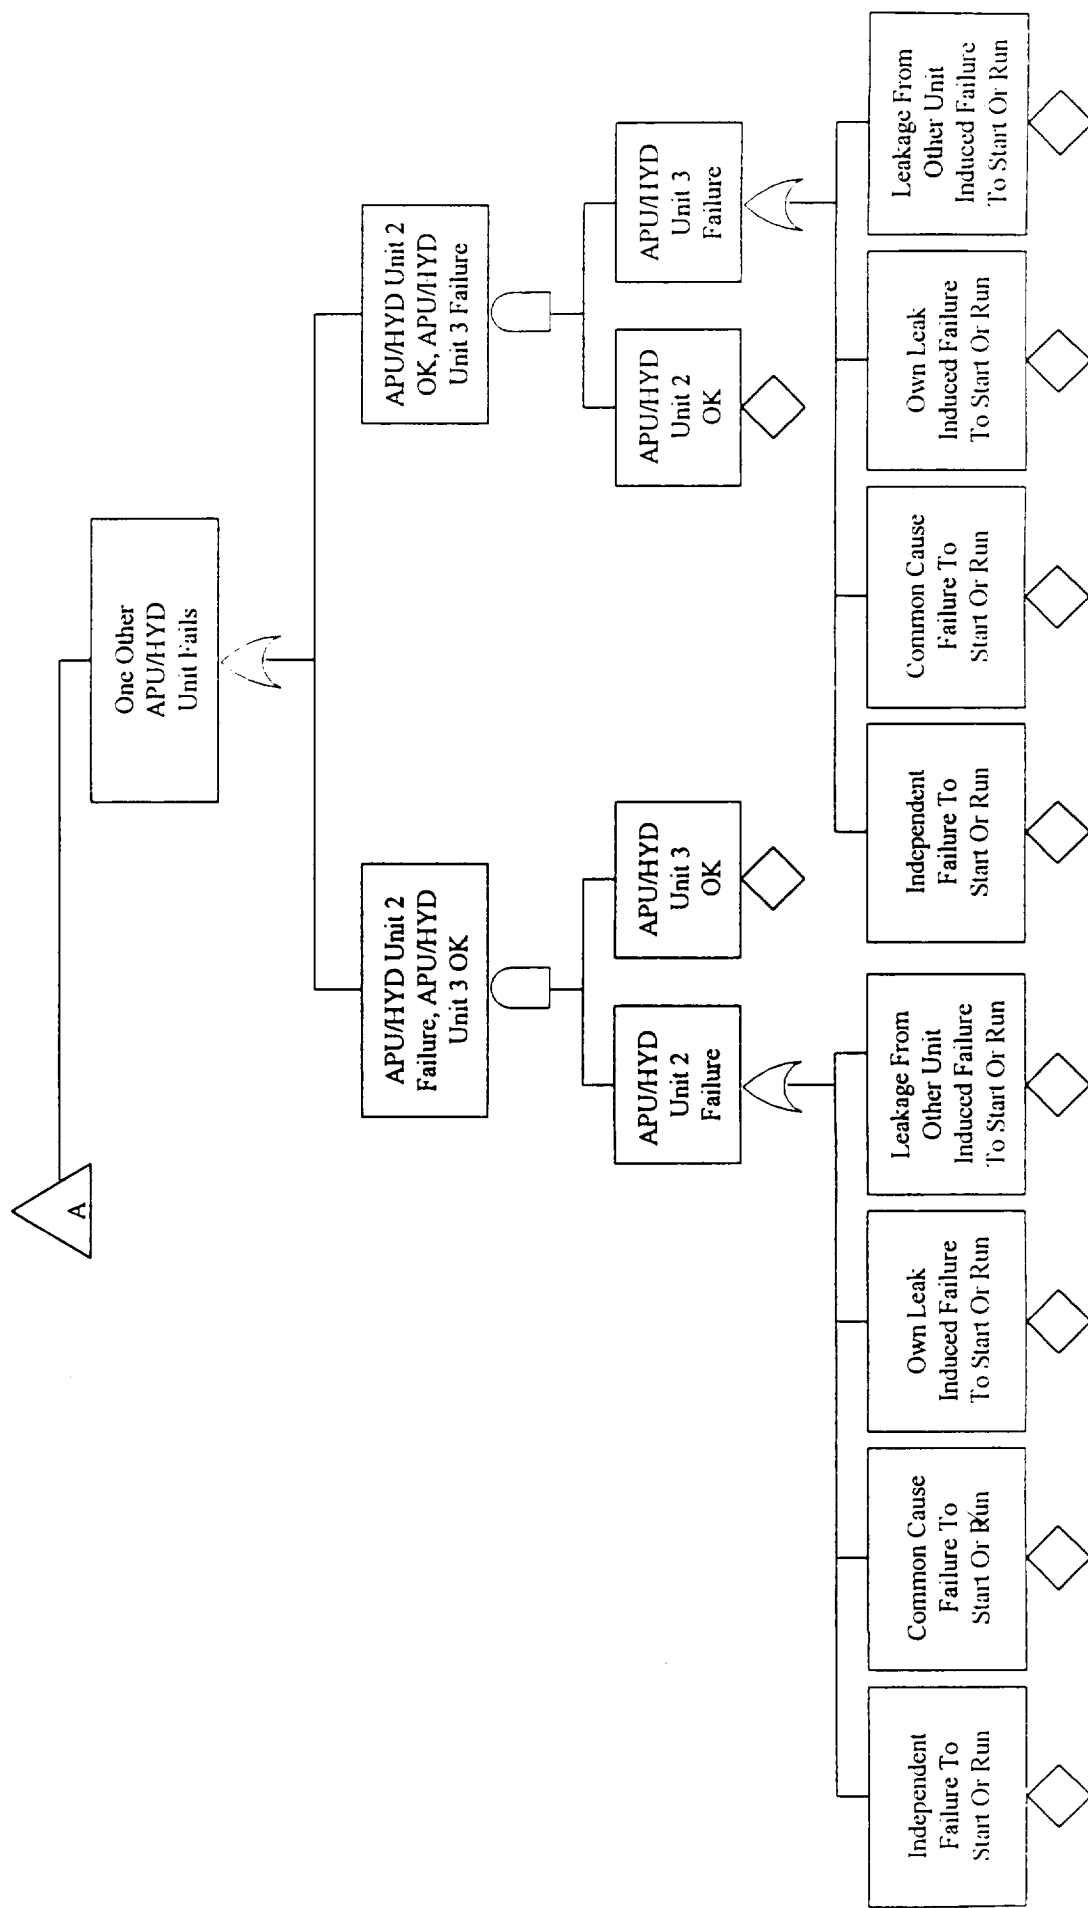 A
One Other
APU/HYD
Unit Fails
APU/HYD Unit 2
Failure, APU/HYD
Unit 3 OK
APU/HYD Unit 2
OK, APU/HYD
Unit 3 Failure
APU/HYD
Unit 2
Failure
APU/HYD
Unit 3
OK
APU/HYD
Unit 2
OK
APU/HYD
Unit 3
Failure
Independent
Failure To
Start Or Run
Common Cause
Failure To
Start Or Run
Own Leak
Induced Failure
To Start Or Run
Leakage From
Other Unit
Induced Failure
To Start Or Run
Independent
Failure To
Start Or Run
Common Cause
Failure To
Start Or Run
Own Leak
Induced Failure
To Start Or Run
Leakage From
Other Unit
Induced Failure
To Start Or Run